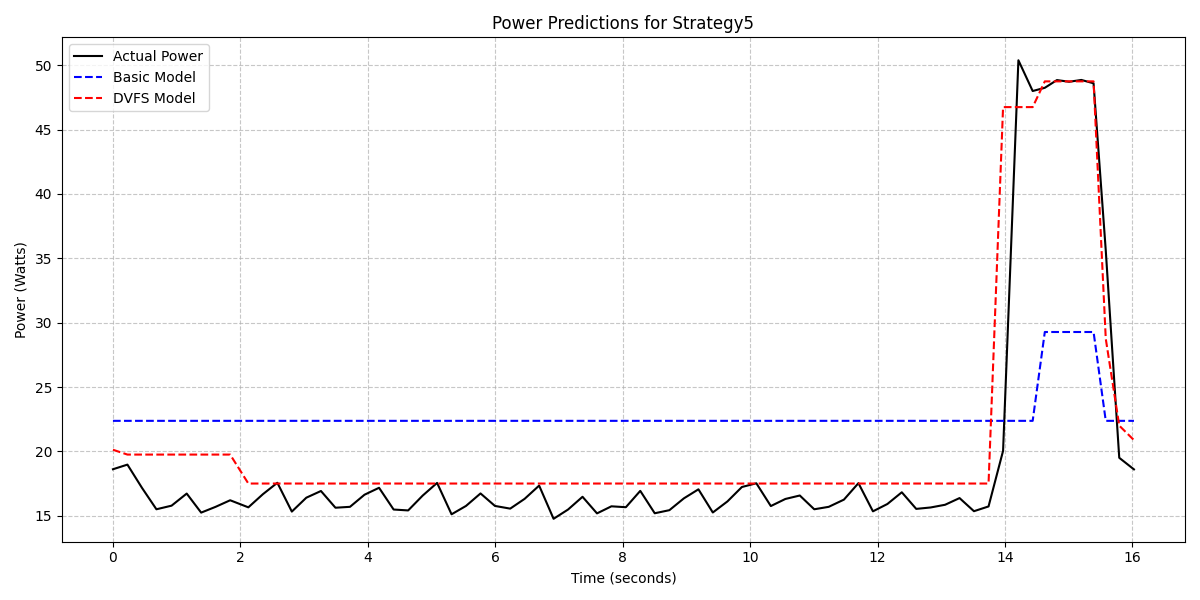 Power Predictions for Strategy5
Actual Power
Basic Model
DVFS Model
Power (Watts)
50
45
40
35
30
25
20
15
0 2 4 6 8 10 12 14 16
Time (seconds)